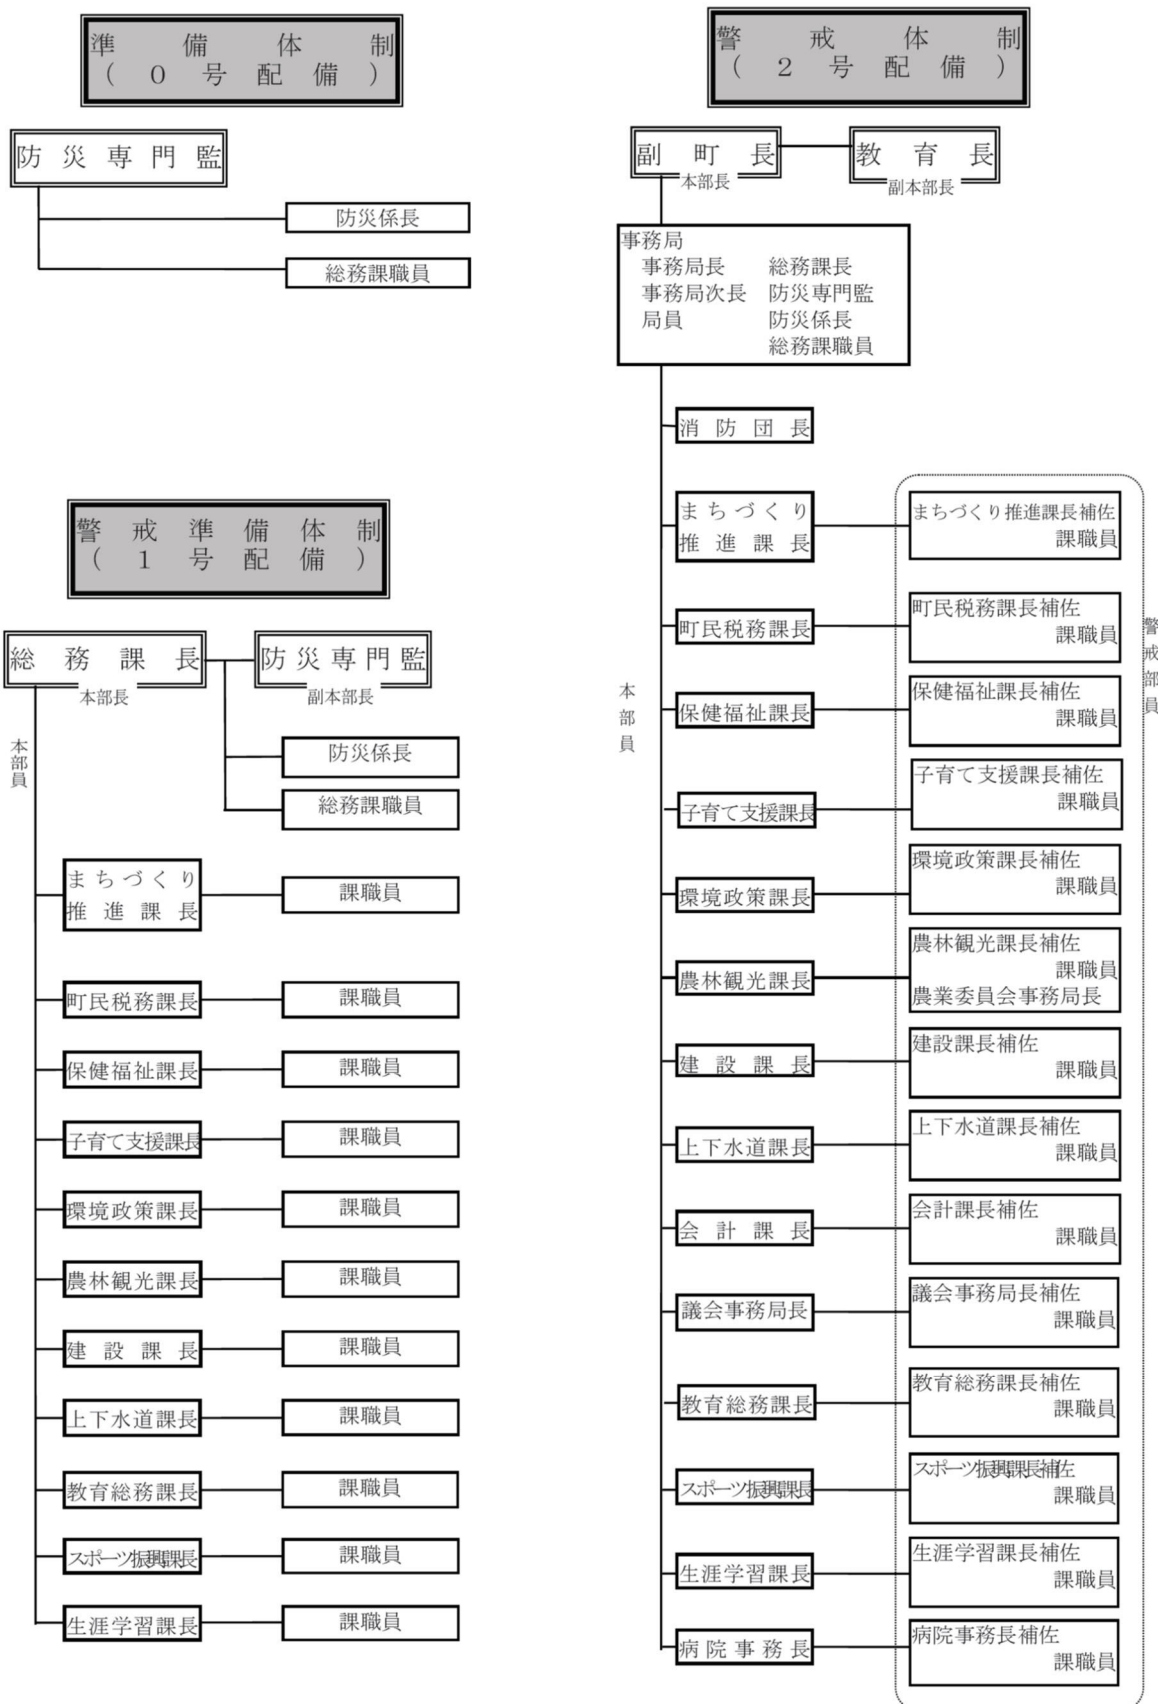 準備体制
（０号配備）
防災専門監
防災係長
総務課職員
警戒準備体制
（１号配備）
総務課長
本部長
防災専門監
副本部長
防災係長
総務課職員
本部員
まちづくり
推進課長
課職員
町民税務課長
課職員
保健福祉課長
課職員
子育て支援課長
課職員
環境政策課長
課職員
農林観光課長
課職員
建設課長
課職員
上下水道課長
課職員
教育総務課長
課職員
スポーツ振興課長
課職員
生涯学習課長
課職員
警戒体制
（２号配備）
副町長
本部長
教育長
副本部長
事務局
事務局長 総務課長
事務局次長 防災専門監
局員 防災係長
総務課職員
本部員
消防団長
まちづくり
推進課長
まちづくり推進課長補佐
課職員
町民税務課長
町民税務課長補佐
課職員
保健福祉課長
保健福祉課長補佐
課職員
子育て支援課長
子育て支援課長補佐
課職員
環境政策課長
環境政策課長補佐
課職員
農林観光課長
農林観光課長補佐
課職員
農業委員会事務局長
建設課長
建設課長補佐
課職員
上下水道課長
上下水道課長補佐
課職員
会計課長
会計課長補佐
課職員
議会事務局長
議会事務局長補佐
課職員
教育総務課長
教育総務課長補佐
課職員
スポーツ振興課長
スポーツ振興課長補佐
課職員
生涯学習課長
生涯学習課長補佐
課職員
病院事務長
病院事務長補佐
課職員
警戒部員